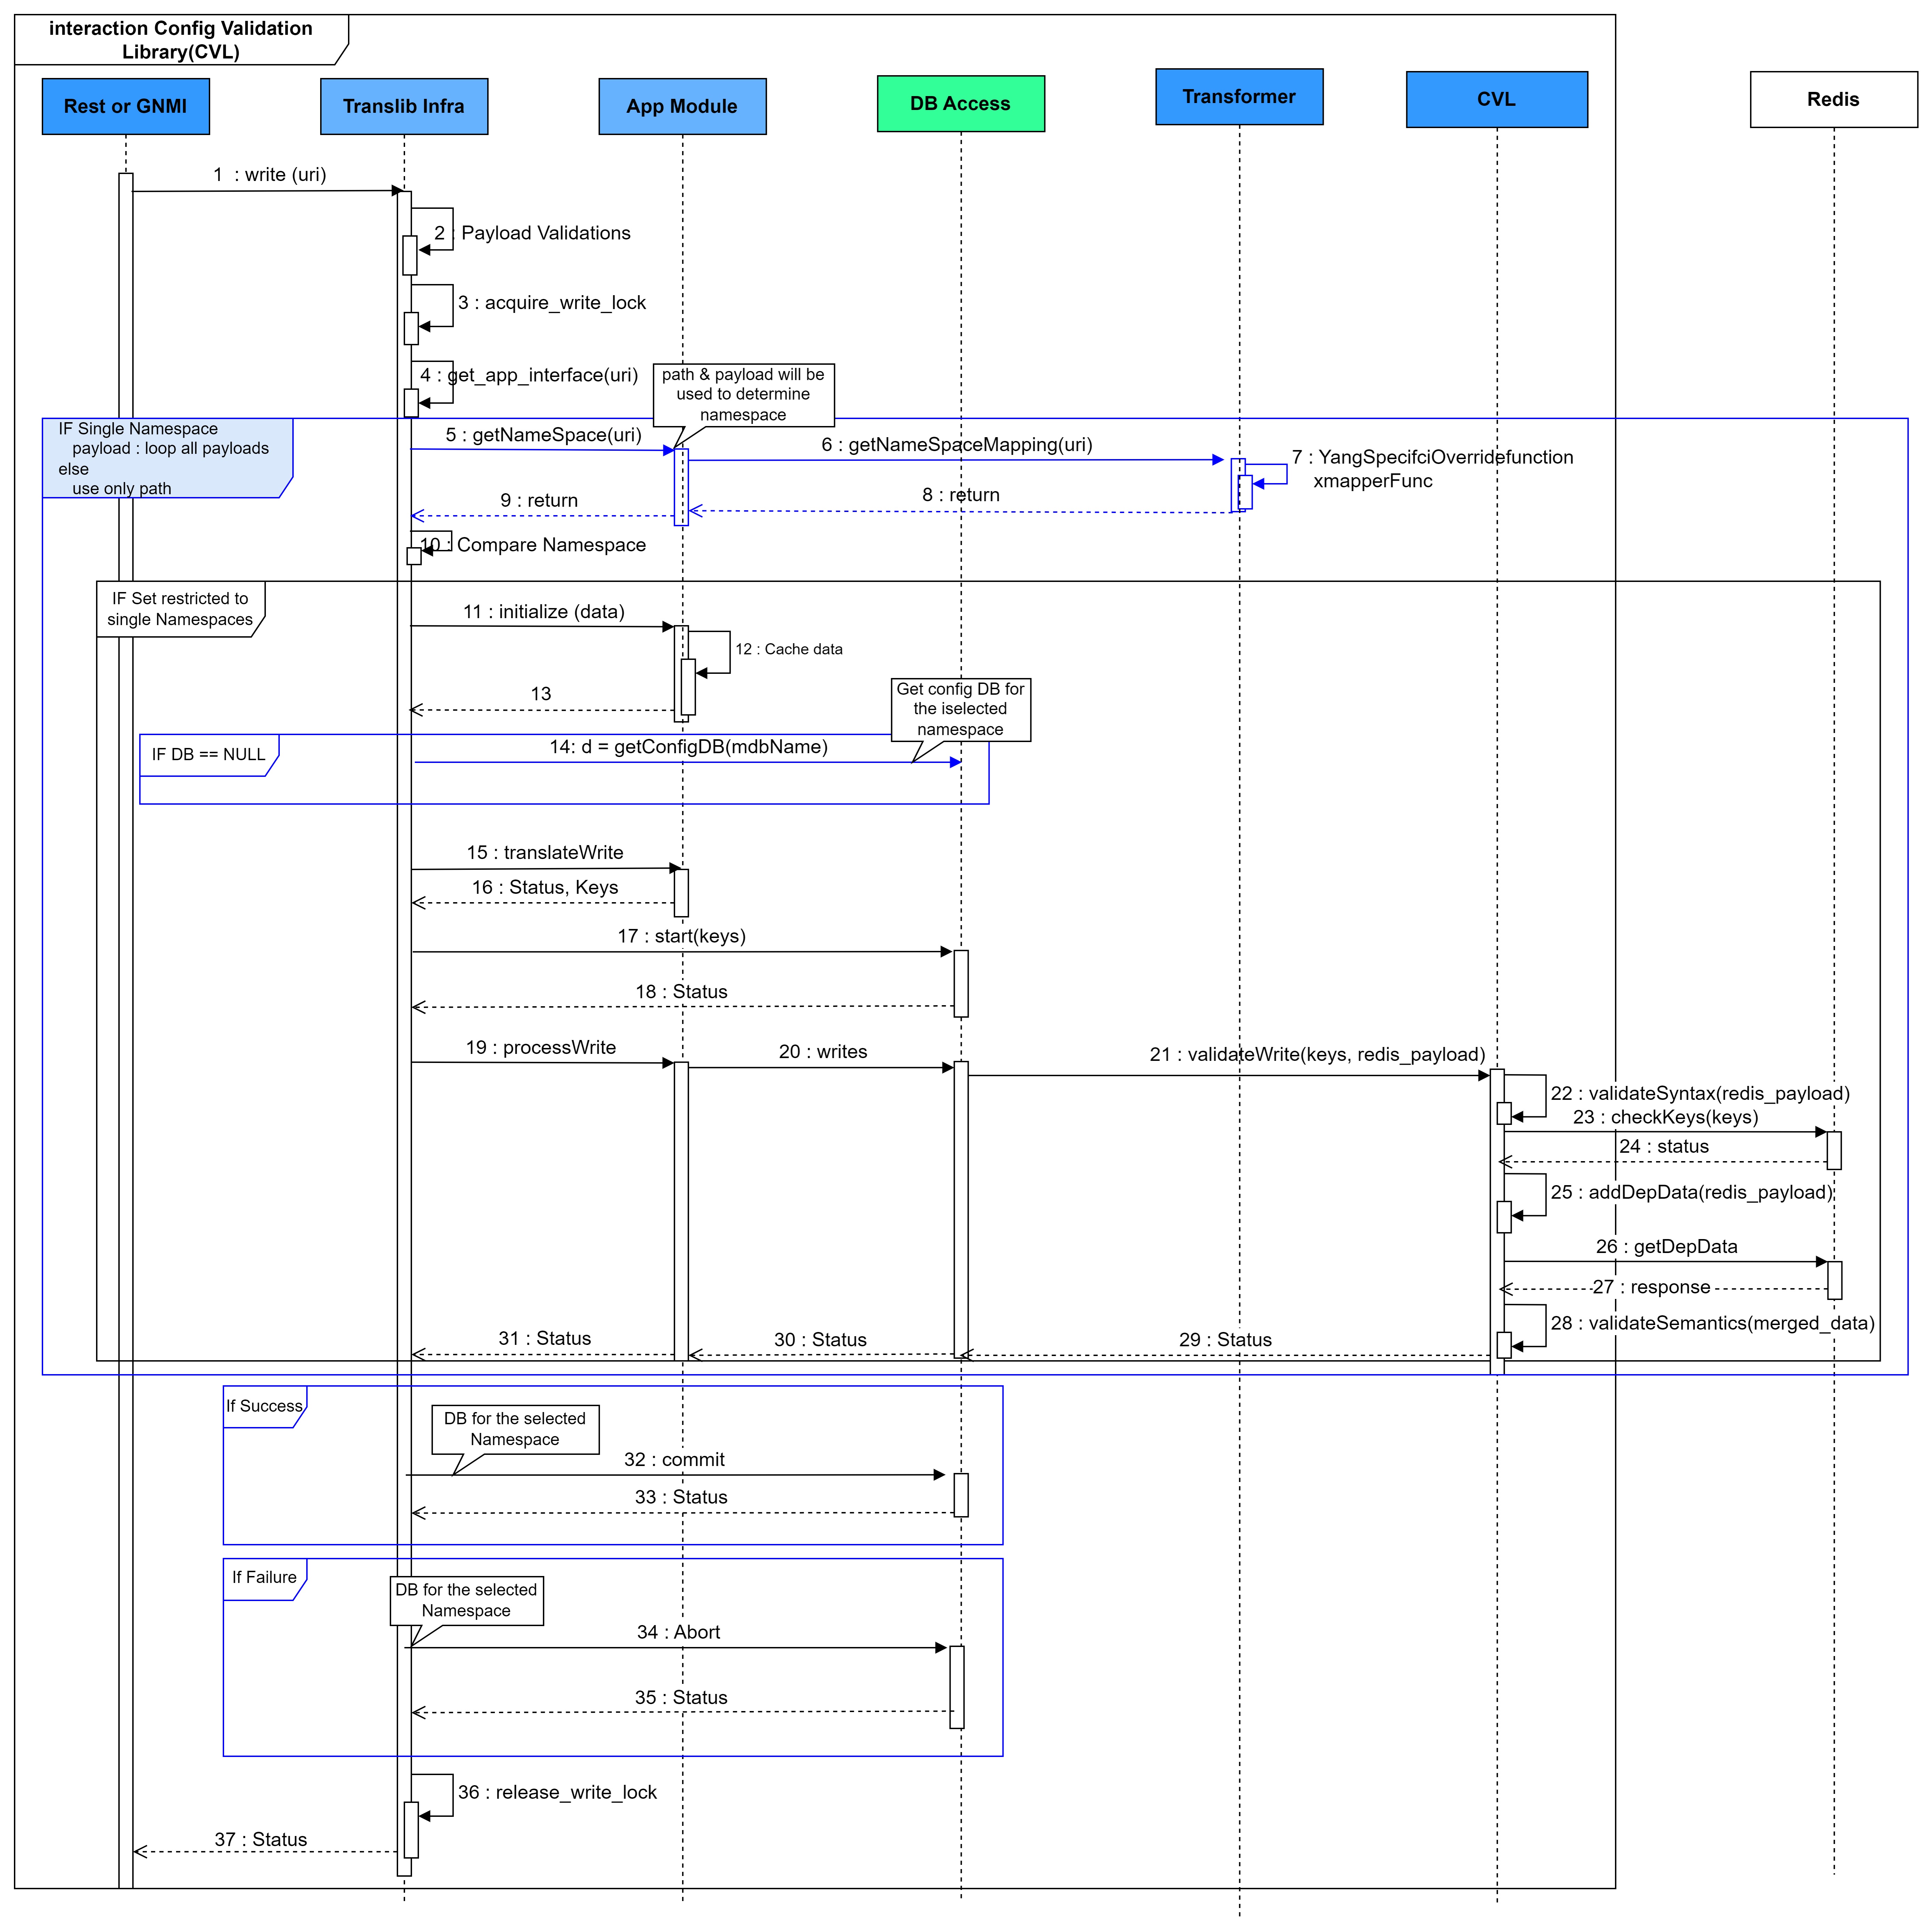 interaction Config Validation
Library(CVL)
Rest or GNMI
Translib Infra
App Module
DB Access
Transformer
CVL
Redis
1 : write (uri)
2 : Payload Validations
3 : acquire_write_lock
4 : get_app_interface(uri)
path & payload will be
used to determine
namespace
IF Single Namespace
payload : loop all payloads
else
use only path
5 : getNameSpace(uri)
6 : getNameSpaceMapping(uri)
7 : YangSpecifciOverridefunction
xmapperFunc
8 : return
9 : return
10 : Compare Namespace
IF Set restricted to
single Namespaces
11 : initialize (data)
12 : Cache data
13
Get config DB for
the iselected
namespace
IF DB == NULL
14: d = getConfigDB(mdbName)
15 : translateWrite
16 : Status, Keys
17 : start(keys)
18 : Status
19 : processWrite
20 : writes
21 : validateWrite(keys, redis_payload)
22 : validateSyntax(redis_payload)
23 : checkKeys(keys)
24 : status
25 : addDepData(redis_payload)
26 : getDepData
27 : response
28 : validateSemantics(merged_data)
29 : Status
30 : Status
31 : Status
If Success
DB for the selected
Namespace
32 : commit
33 : Status
If Failure
DB for the selected
Namespace
34 : Abort
35 : Status
36 : release_write_lock
37 : Status